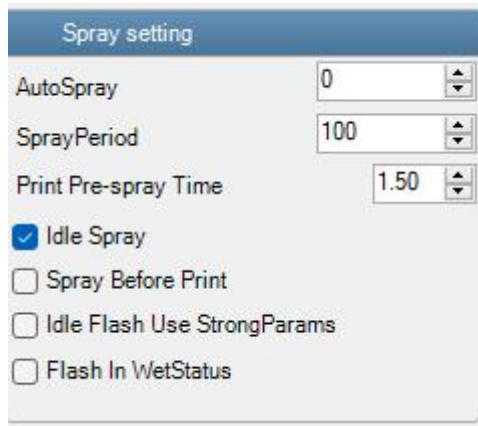 Spray setting
AutoSpray 0
SprayPeriod 100
Print Pre-spray Time 1.50
Idle Spray
Spray Before Print
Idle Flash Use StrongParams
Flash In WetStatus